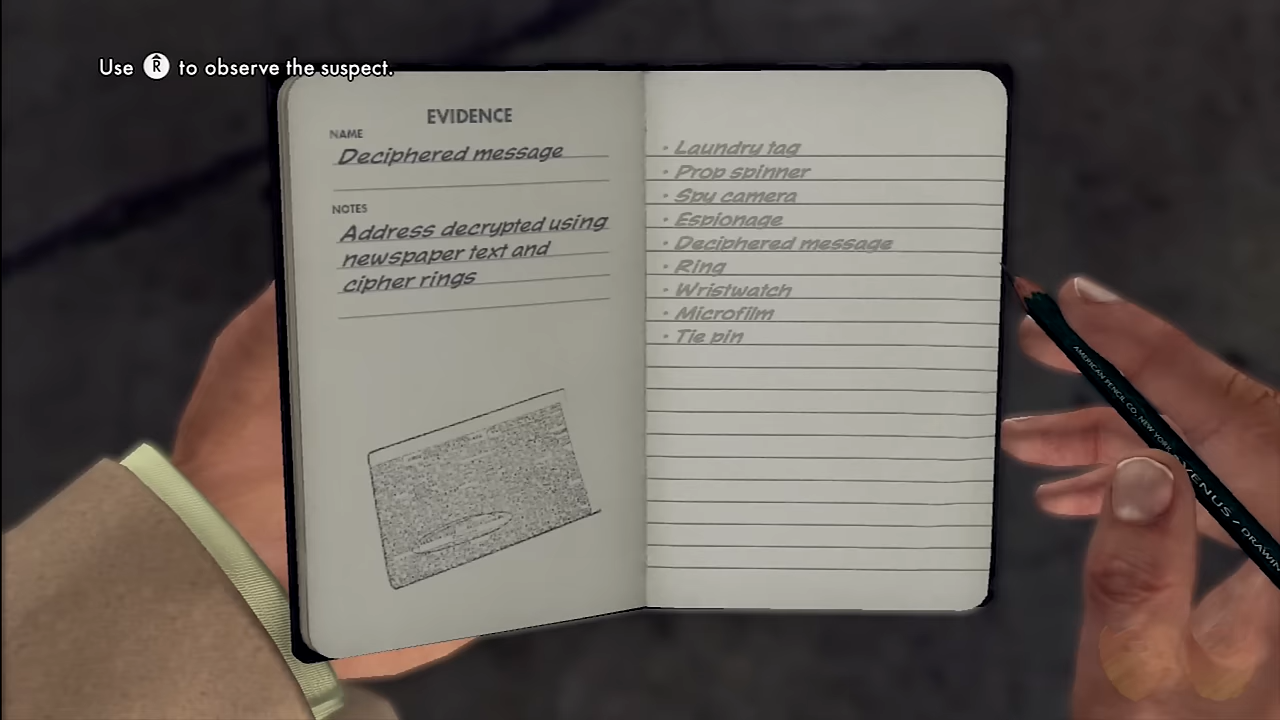 Use R to observe the suspect.
EVIDENCE
NAME
Deciphered message
NOTES
Address decrypted using
newspaper text and
cipher rings
• Laundry tag
• Prop spinner
• Spy camera
• Espionage
• Deciphered message
• Ring
• Wristwatch
• Microfilm
• Tie pin
AMERICAN PENCIL CO. NEW YORK
VENUS / DRAWIN